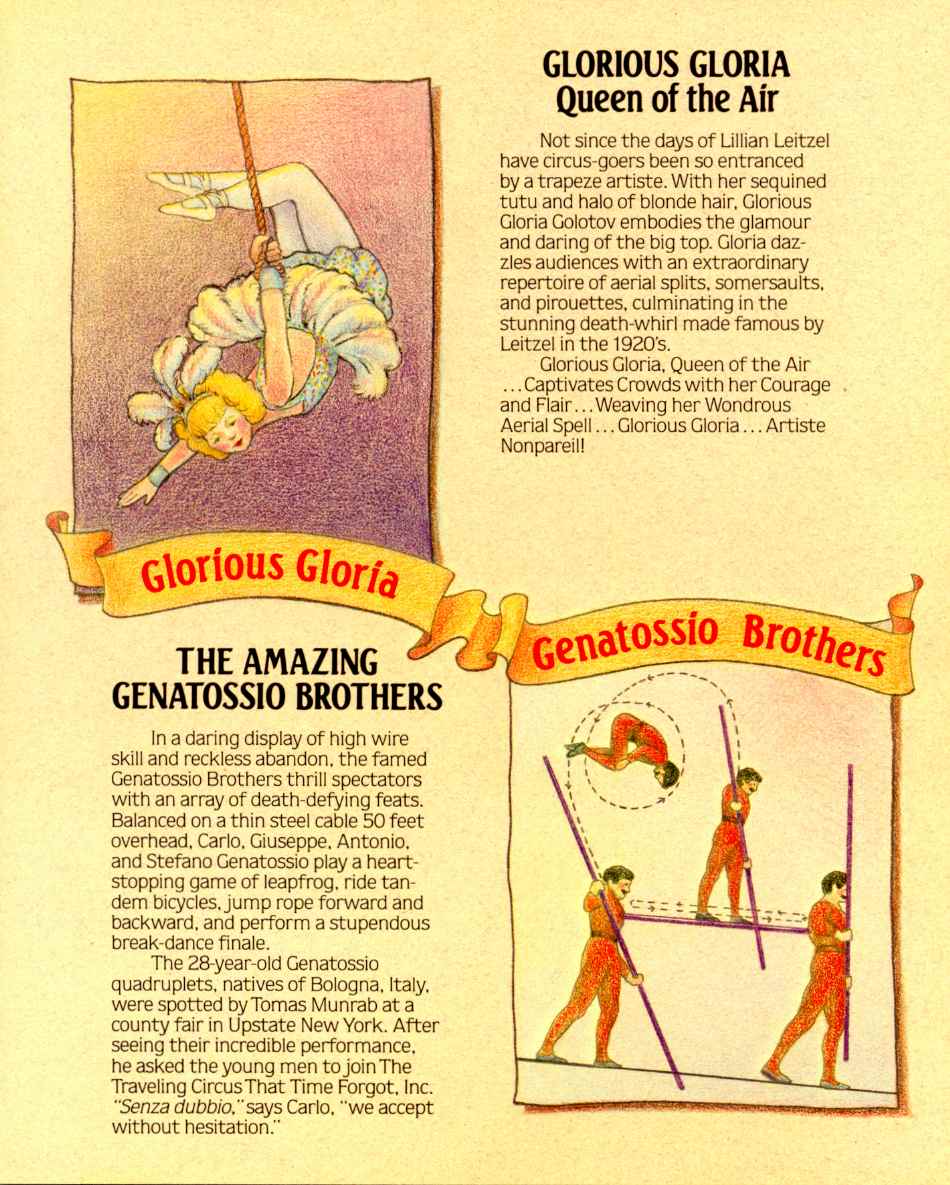 GLORIOUS GLORIA
Queen of the Air
Not since the days of Lillian Leitzel
have circus-goers been so entranced
by a trapeze artiste. With her sequined
tutu and halo of blonde hair, Glorious
Gloria Golotov embodies the glamour
and daring of the big top. Gloria daz-
zles audiences with an extraordinary
repertoire of aerial splits, somersaults,
and pirouettes, culminating in the
stunning death-whirl made famous by
Leitzel in the 1920's.
Glorious Gloria, Queen of the Air
...Captivates Crowds with her Courage
and Flair...Weaving her Wondrous
Aerial Spell...Glorious Gloria...Artiste
Nonpareil!
Glorious Gloria
Genatossio Brothers
THE AMAZING
GENATOSSIO BROTHERS
In a daring display of high wire
skill and reckless abandon, the famed
Genatossio Brothers thrill spectators
with an array of death-defying feats.
Balanced on a thin steel cable 50 feet
overhead, Carlo, Giuseppe, Antonio,
and Stefano Genatossio play a heart-
stopping game of leapfrog, ride tan-
dem bicycles, jump rope forward and
backward, and perform a stupendous
break-dance finale.
The 28-year-old Genatossio
quadruplets, natives of Bologna, Italy,
were spotted by Tomas Munrab at a
county fair in Upstate New York. After
seeing their incredible performance,
he asked the young men to join The
Traveling Circus That Time Forgot, Inc.
"Senza dubbio," says Carlo, "we accept
without hesitation."